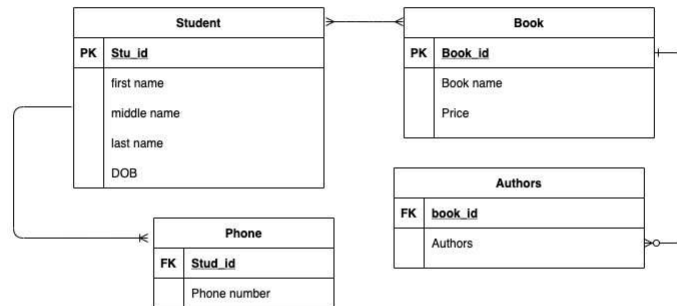 Student
PK Stu_id
first name
middle name
last name
DOB
Book
PK Book_id
Book name
Price
Authors
FK book_id
Authors
Phone
FK Stud_id
Phone number